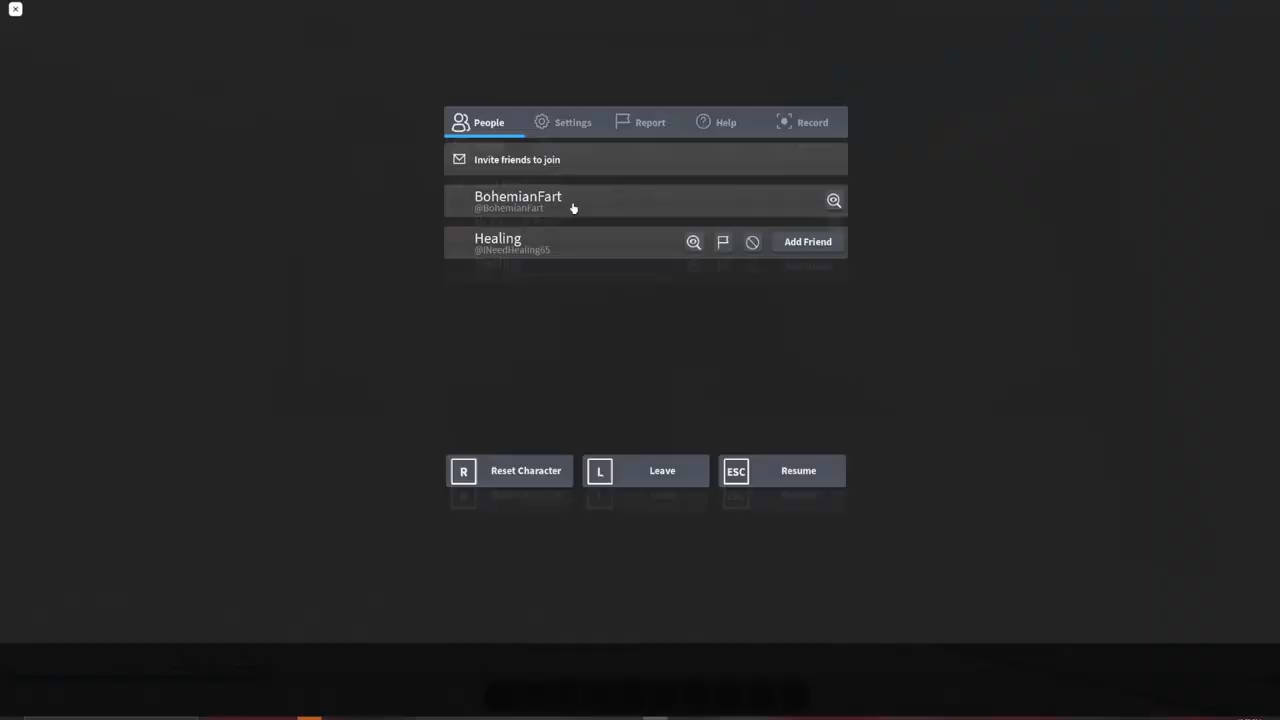 People Settings Report Help Record
Invite friends to join
BohemianFart
@BohemianFart
Healing
@INeedHealing65
Add Friend
R Reset Character L Leave ESC Resume